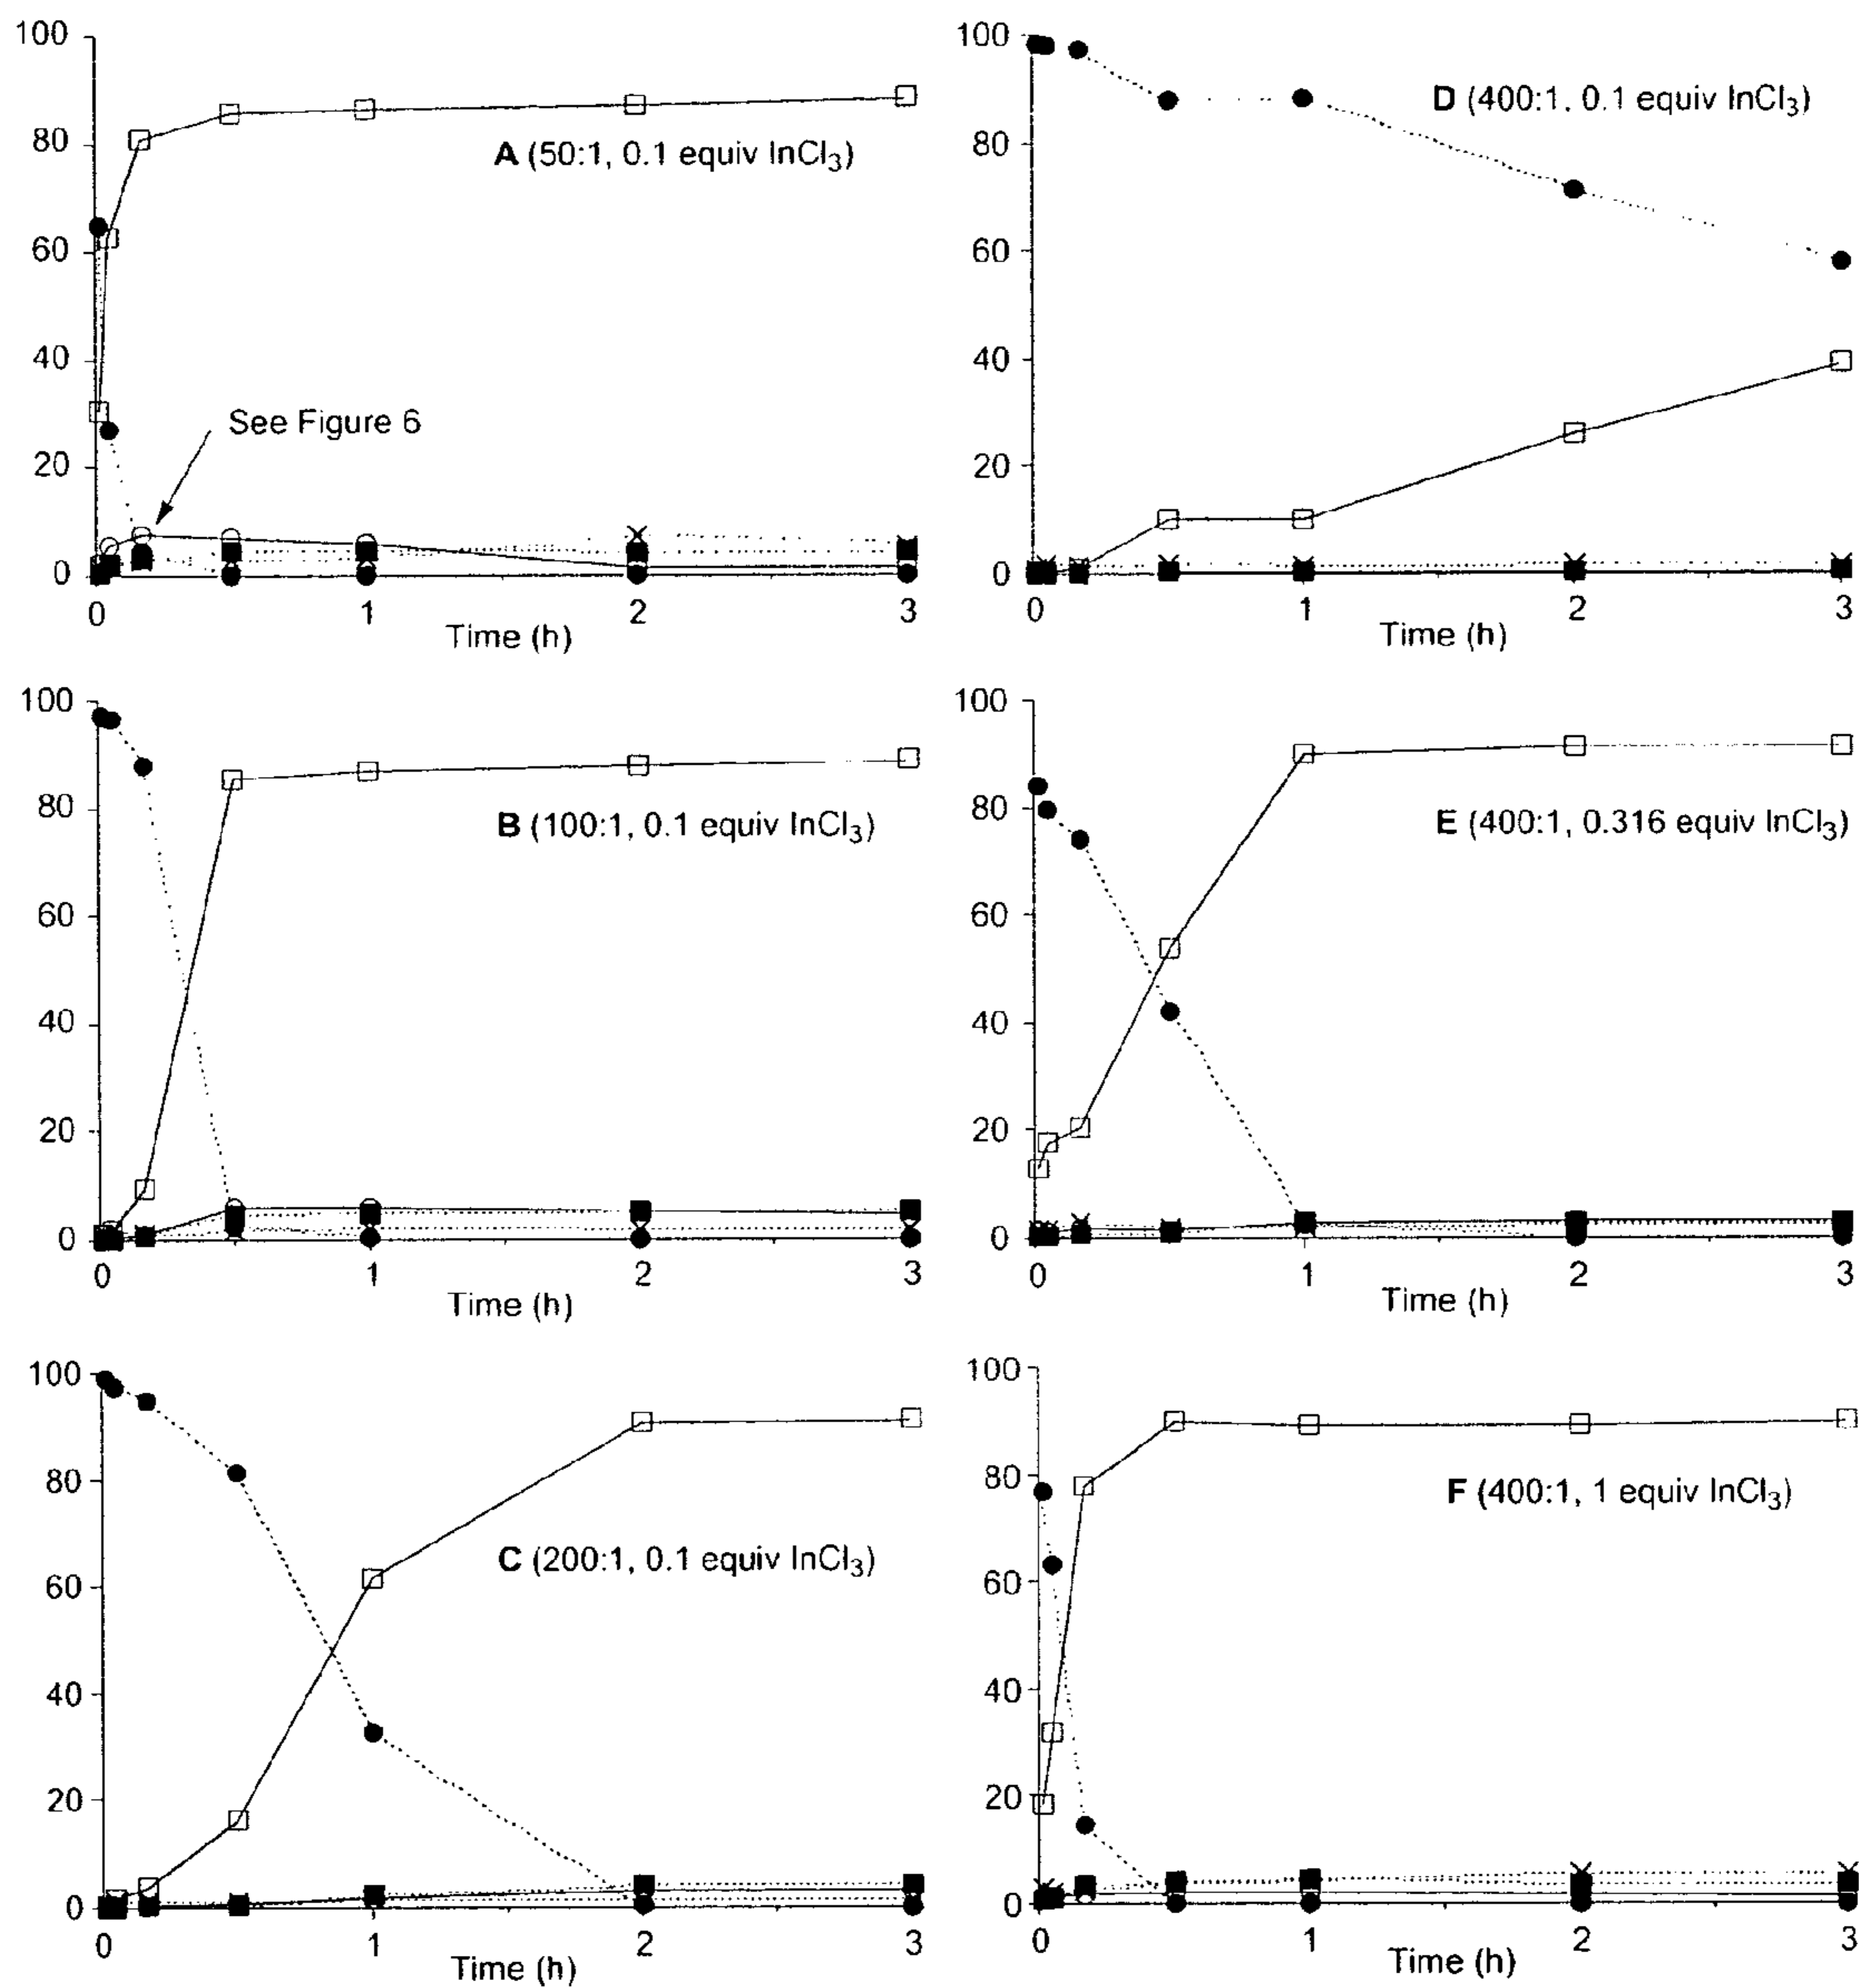 100
80
60
40
20
0
A (50:1, 0.1 equiv InCl₃)
See Figure 6
0 1 2 3
Time (h)
100
80
60
40
20
0
D (400:1, 0.1 equiv InCl₃)
0 1 2 3
Time (h)
100
80
60
40
20
0
B (100:1, 0.1 equiv InCl₃)
0 1 2 3
Time (h)
100
80
60
40
20
0
E (400:1, 0.316 equiv InCl₃)
0 1 2 3
Time (h)
100
80
60
40
20
0
C (200:1, 0.1 equiv InCl₃)
0 1 2 3
Time (h)
100
80
60
40
20
0
F (400:1, 1 equiv InCl₃)
0 1 2 3
Time (h)